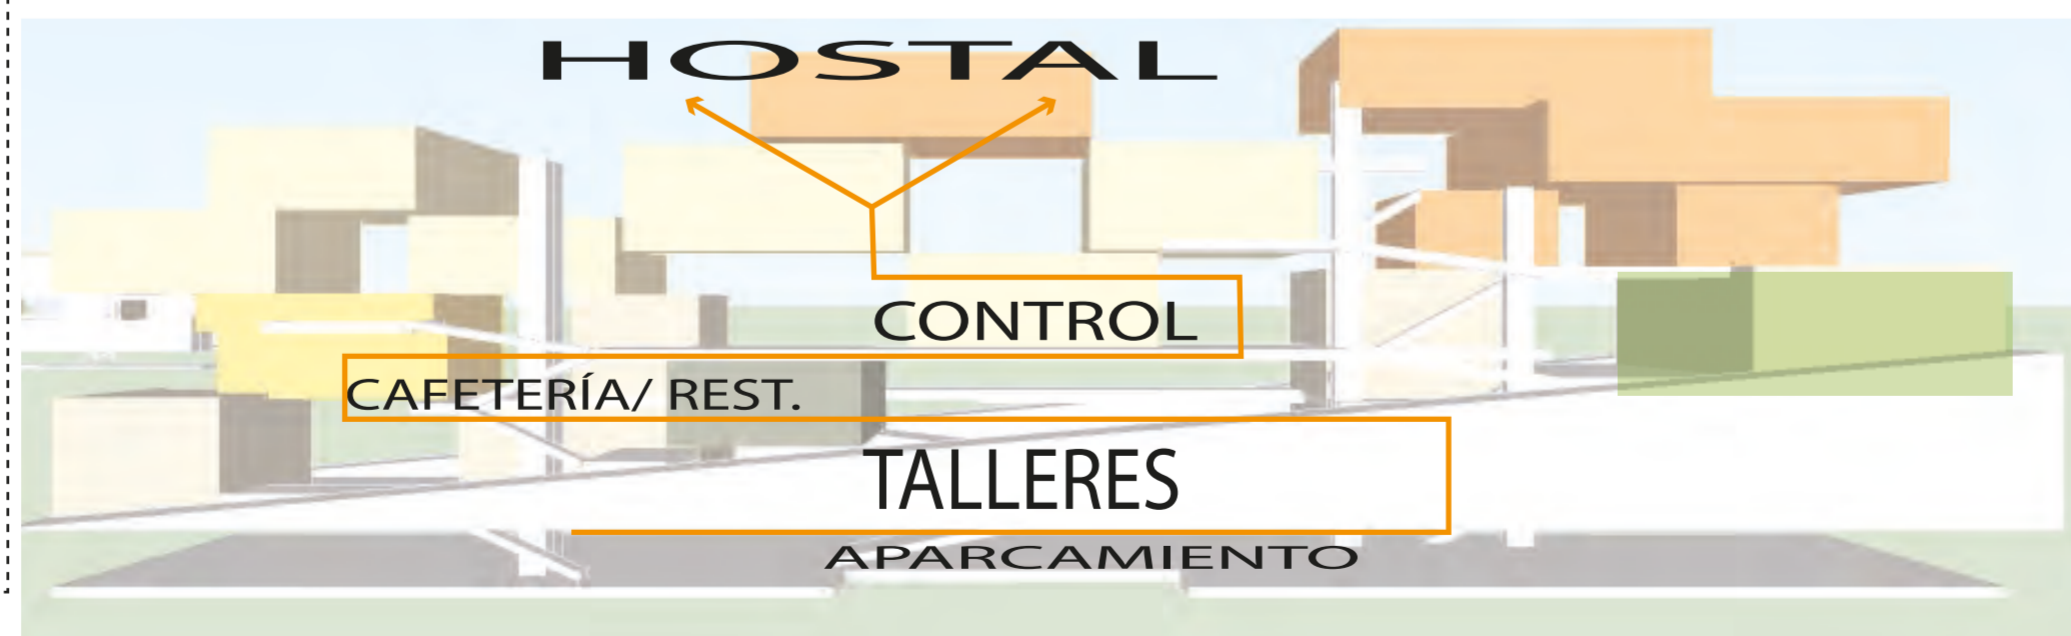 HOSTAL
CONTROL
CAFETERÍA/ REST.
TALLERES
APARCAMIENTO